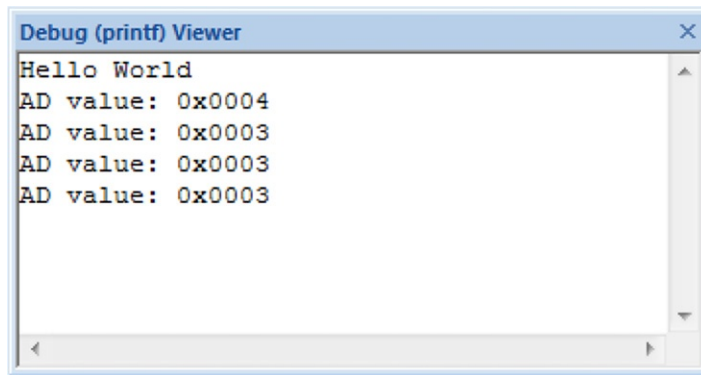 Debug (printf) Viewer
Hello World
AD value: 0x0004
AD value: 0x0003
AD value: 0x0003
AD value: 0x0003